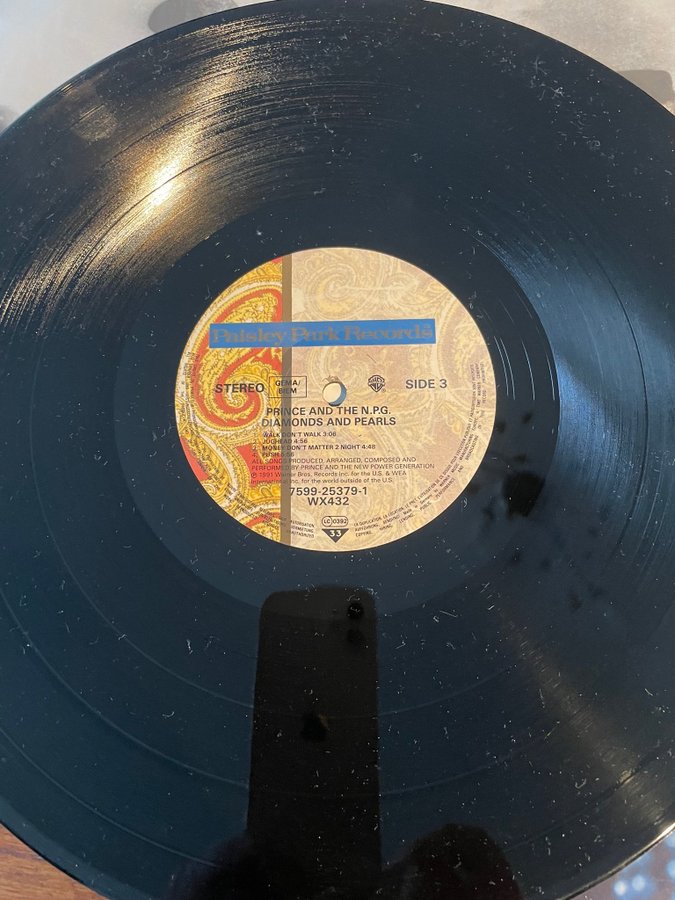 Paisley Park Records
STEREO GEMA/ BIEM SIDE 3
PRINCE AND THE N.P.G.
DIAMONDS AND PEARLS
WALK DON'T WALK 3:06
JUGHEAD 4:56
MONEY DON'T MATTER 2 NIGHT 4:48
PUSH
ALL SONGS PRODUCED, ARRANGED, COMPOSED AND
PERFORMED BY PRINCE AND THE NEW POWER GENERATION
℗ 1991 Warner Bros. Records Inc. for the U.S. & WEA
International Inc. for the world outside of the U.S.
7599-25379-1
WX432
LC 0392
33